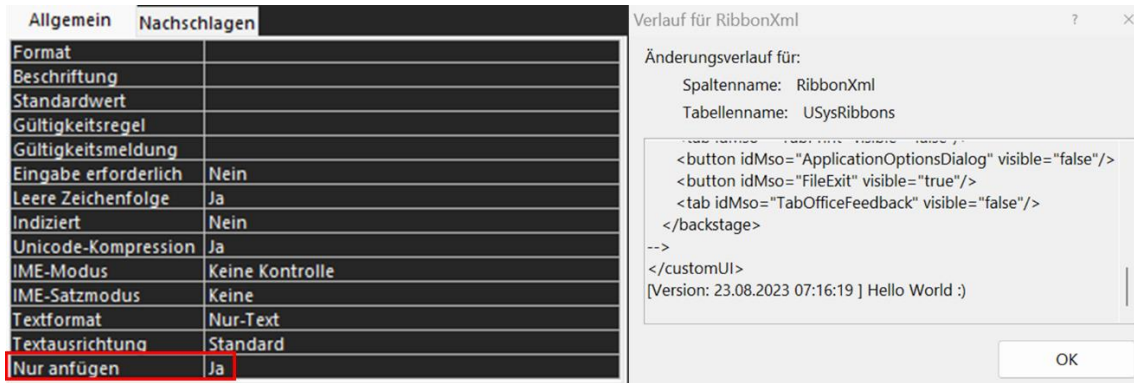 Allgemein Nachschlagen
Format
Beschriftung
Standardwert
Gültigkeitsregel
Gültigkeitsmeldung
Eingabe erforderlich Nein
Leere Zeichenfolge Ja
Indiziert Nein
Unicode-Kompression Ja
IME-Modus Keine Kontrolle
IME-Satzmodus Keine
Textformat Nur-Text
Textausrichtung Standard
Nur anfügen Ja
Verlauf für RibbonXml ? ×
Änderungsverlauf für:
Spaltenname: RibbonXml
Tabellenname: USysRibbons
<button idMso="ApplicationOptionsDialog" visible="false"/>
<button idMso="FileExit" visible="true"/>
<tab idMso="TabOfficeFeedback" visible="false"/>
</backstage>
-->
</customUI>
[Version: 23.08.2023 07:16:19 ] Hello World :)
OK